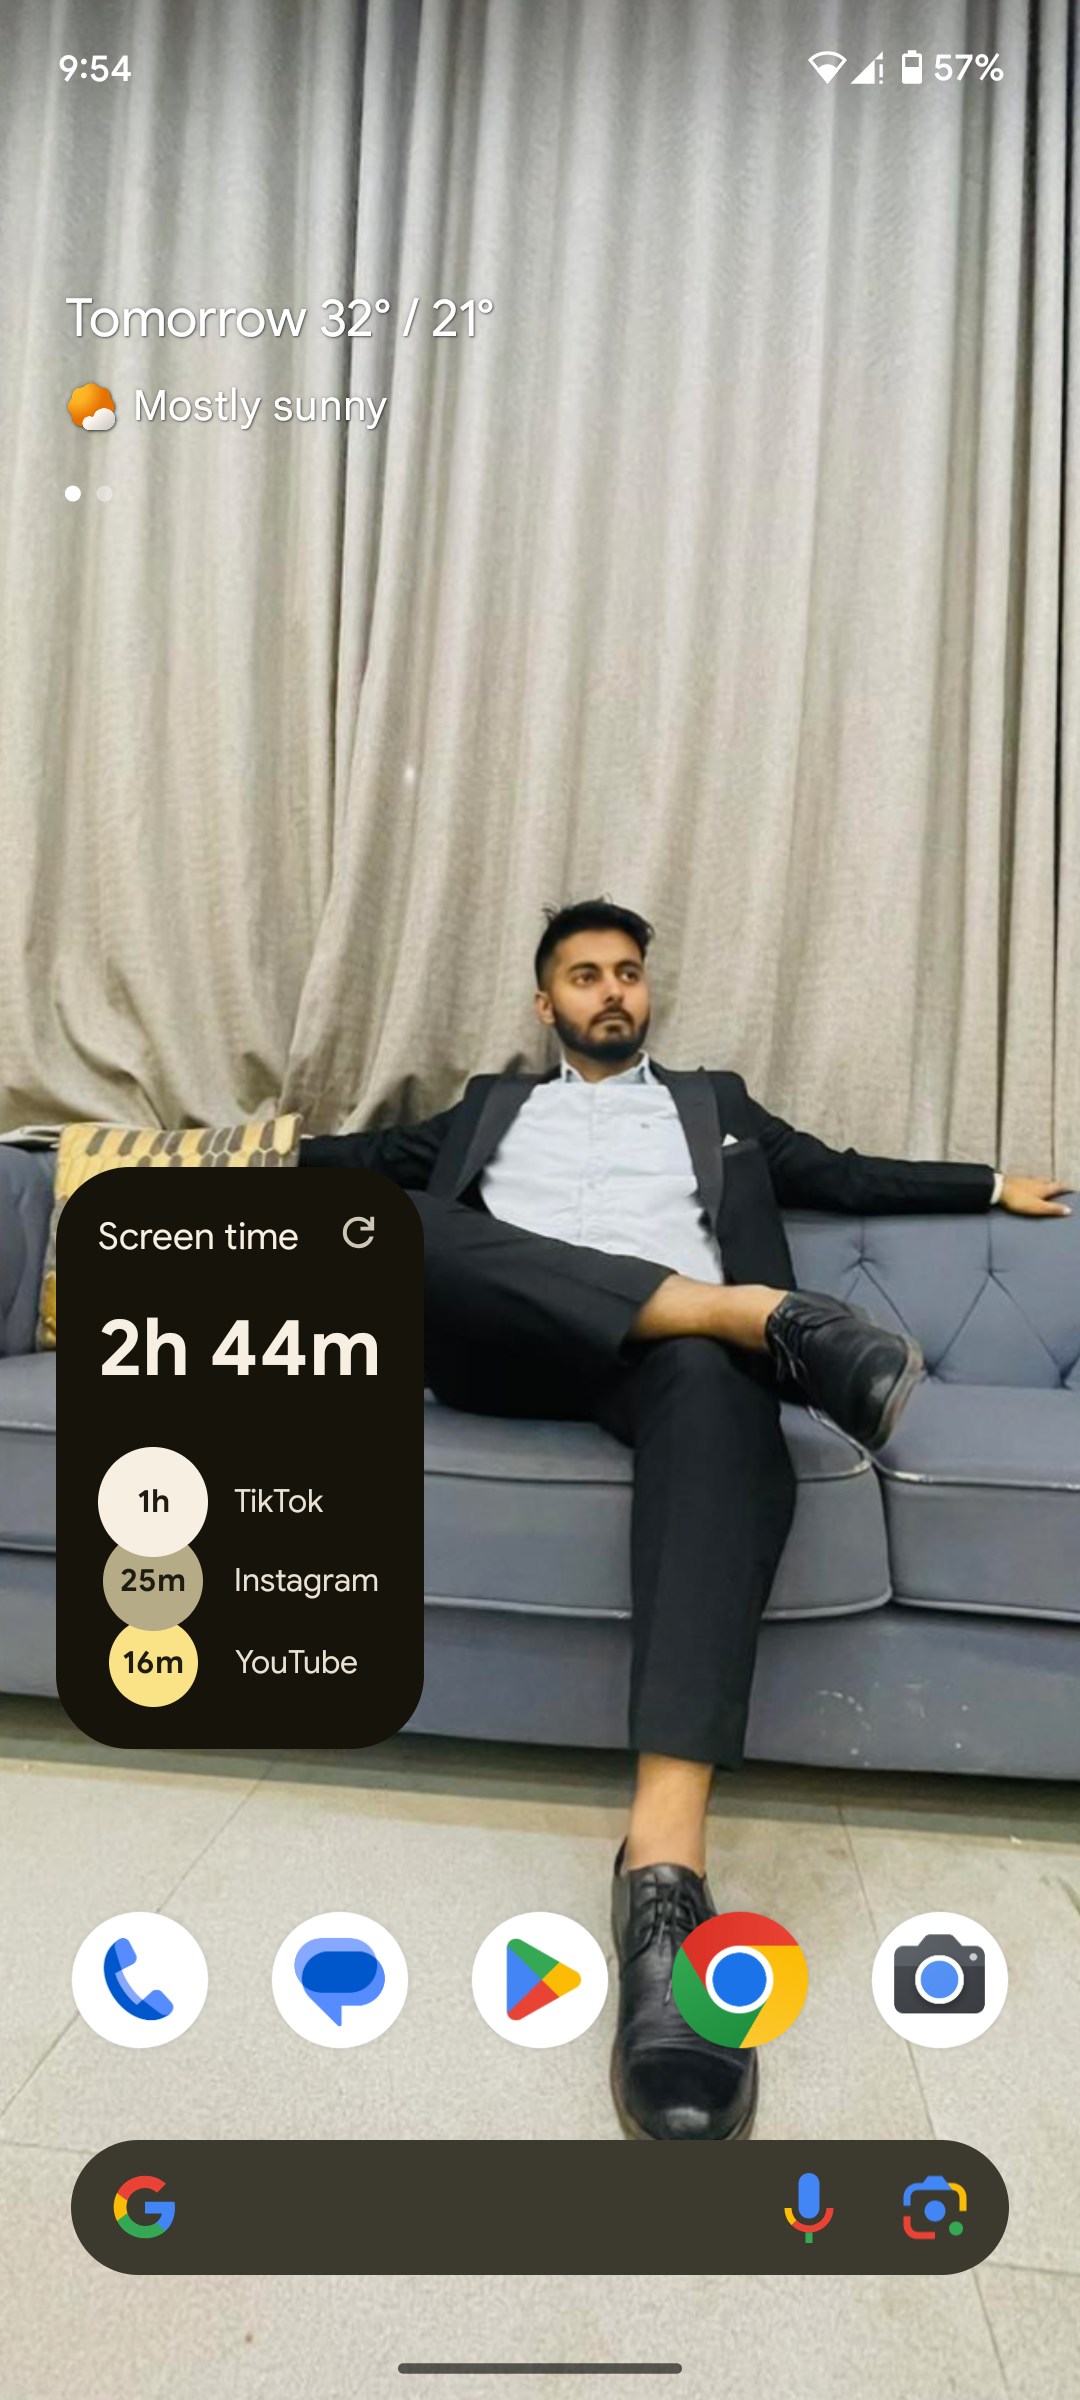 9:54
57%
Tomorrow 32° / 21°
Mostly sunny
Screen time
2h 44m
1h TikTok
25m Instagram
16m YouTube